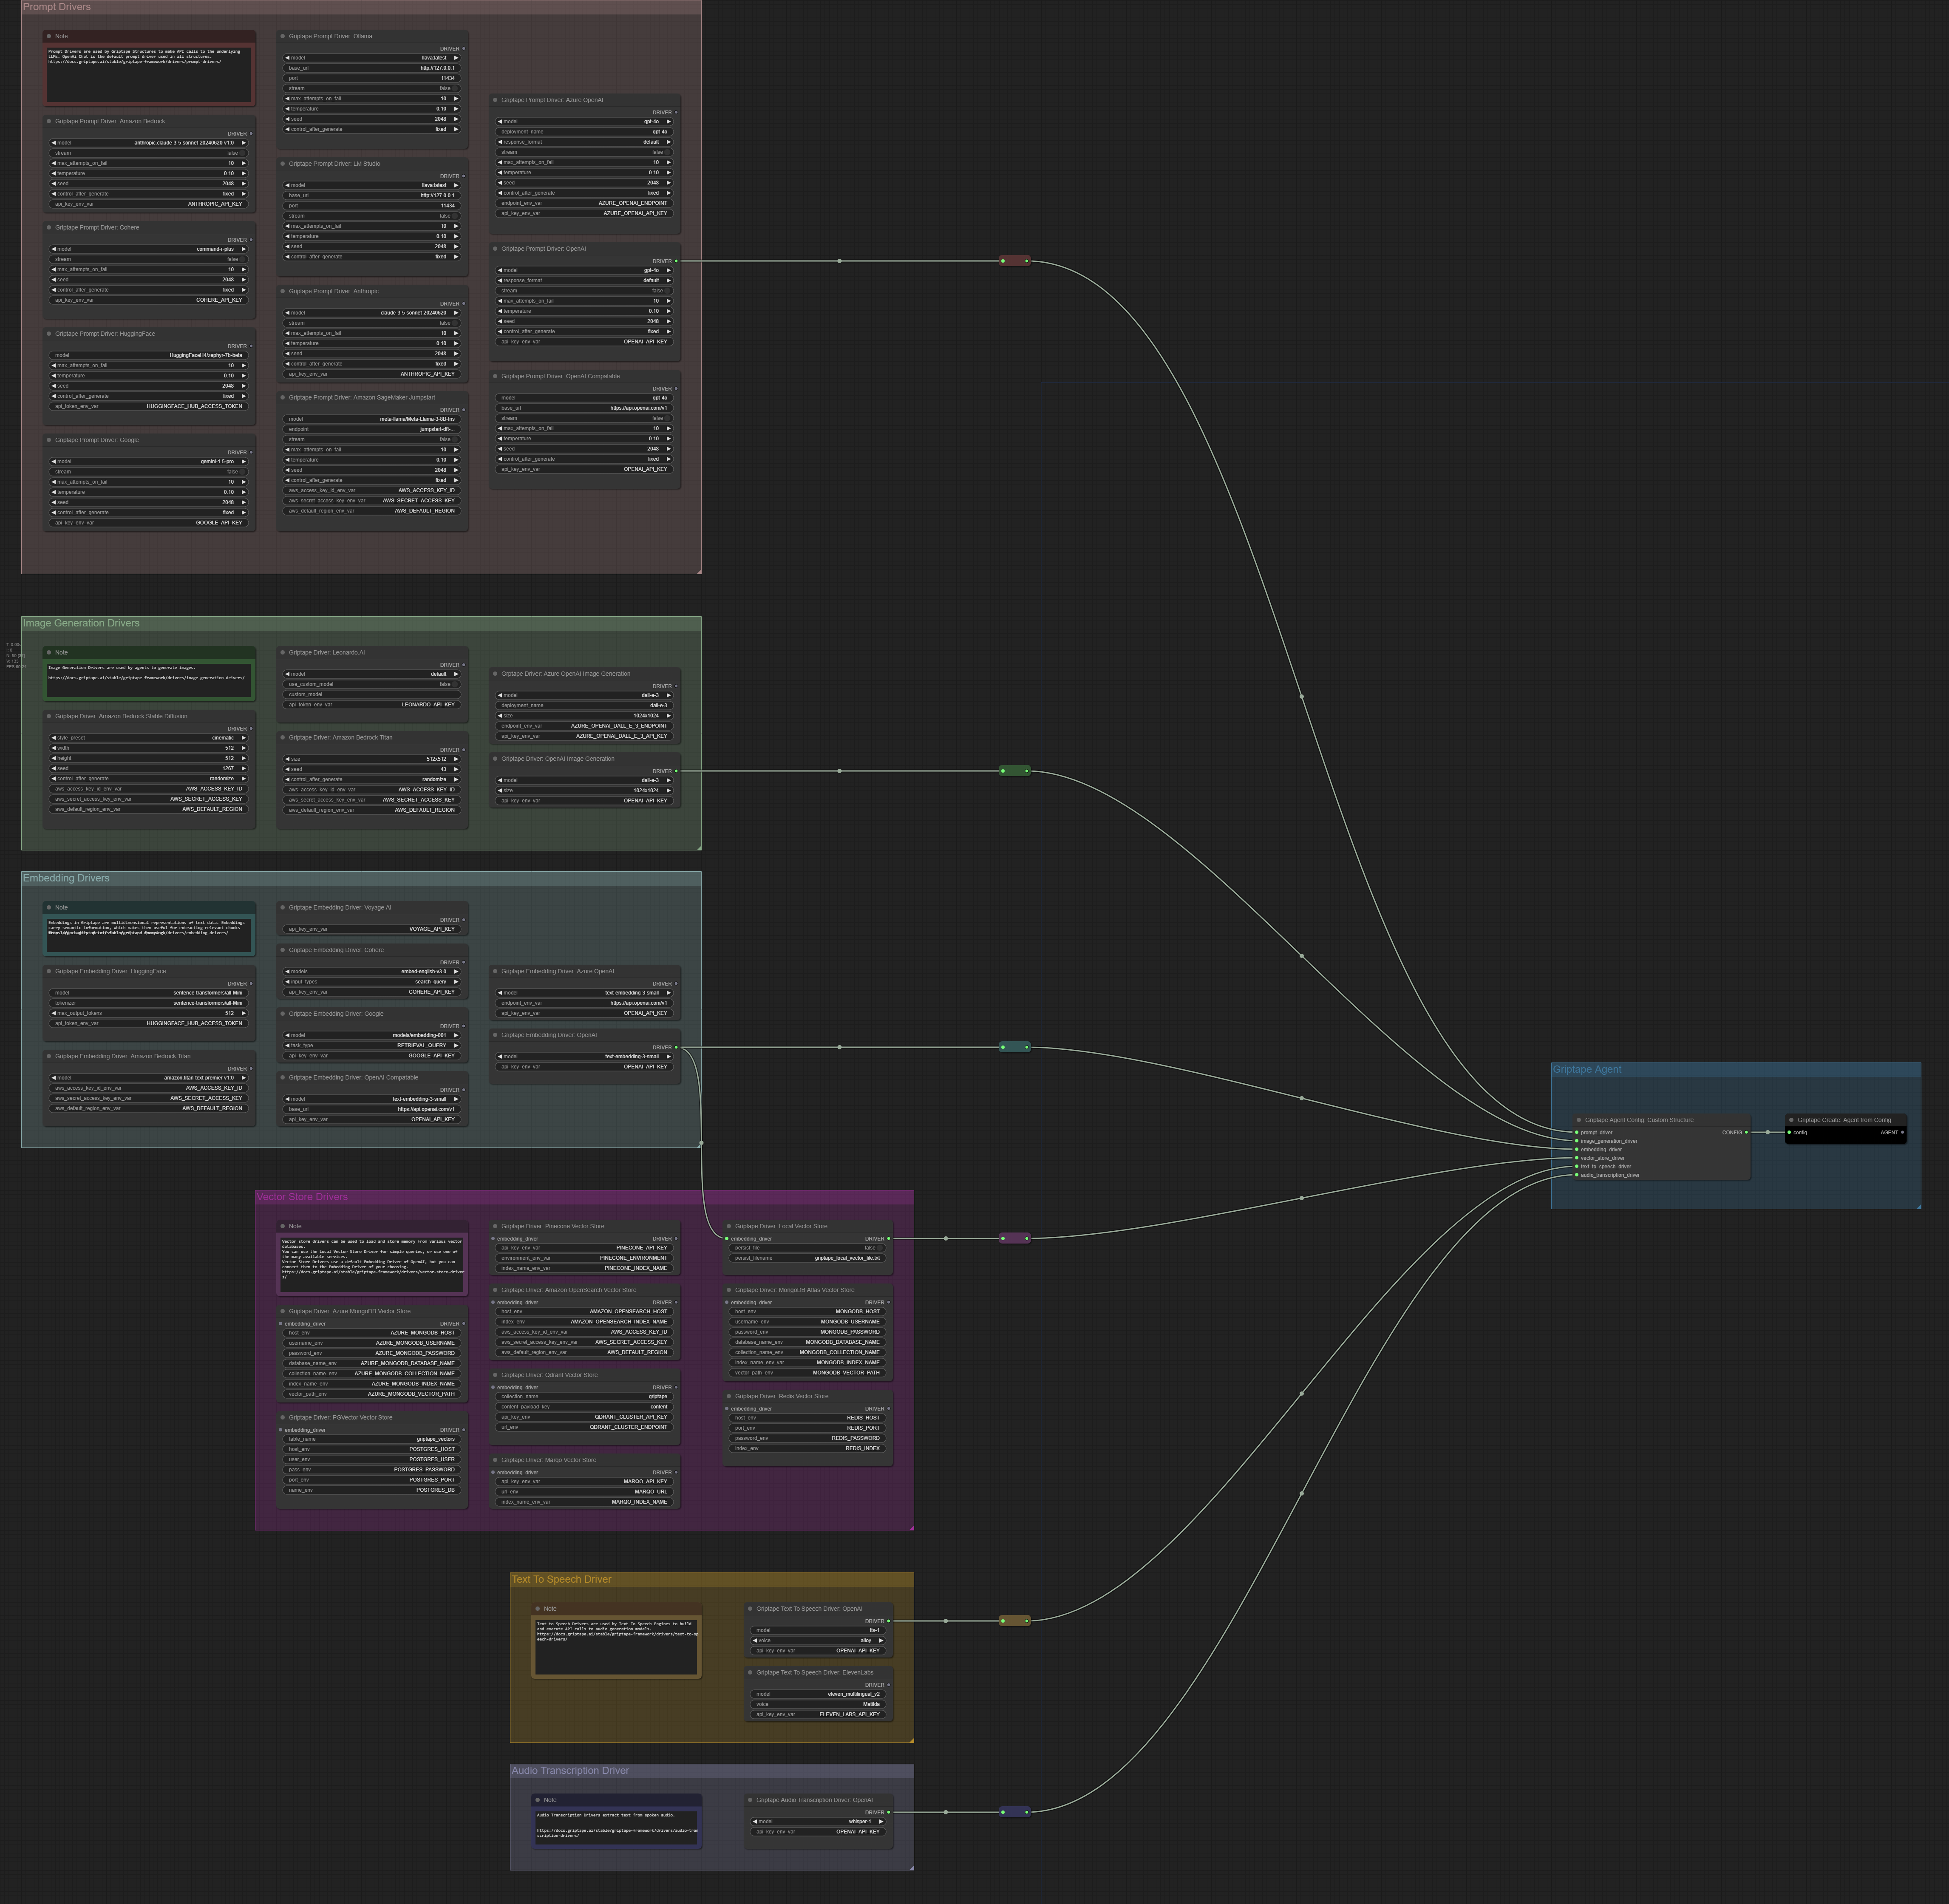 Prompt Drivers
Note
Prompt Drivers are used by Griptape Structures to make API calls to the underlying
LLMs. OpenAI Chat is the default prompt driver used in all structures.
https://docs.griptape.ai/stable/griptape-framework/drivers/prompt-drivers/
Griptape Prompt Driver: Amazon Bedrock
DRIVER
model anthropic.claude-3-5-sonnet-20240620-v1:0
stream false
max_attempts_on_fail 10
temperature 0.10
seed 2048
control_after_generate fixed
api_key_env_var ANTHROPIC_API_KEY
Griptape Prompt Driver: Cohere
DRIVER
model command-r-plus
stream false
max_attempts_on_fail 10
seed 2048
control_after_generate fixed
api_key_env_var COHERE_API_KEY
Griptape Prompt Driver: HuggingFace
DRIVER
model HuggingFaceH4/zephyr-7b-beta
max_attempts_on_fail 10
temperature 0.10
seed 2048
control_after_generate fixed
api_token_env_var HUGGINGFACE_HUB_ACCESS_TOKEN
Griptape Prompt Driver: Google
DRIVER
model gemini-1.5-pro
stream false
max_attempts_on_fail 10
temperature 0.10
seed 2048
control_after_generate fixed
api_key_env_var GOOGLE_API_KEY
Griptape Prompt Driver: Ollama
DRIVER
model llava:latest
base_url http://127.0.0.1
port 11434
stream false
max_attempts_on_fail 10
temperature 0.10
seed 2048
control_after_generate fixed
Griptape Prompt Driver: LM Studio
DRIVER
model llava:latest
base_url http://127.0.0.1
port 11434
stream false
max_attempts_on_fail 10
temperature 0.10
seed 2048
control_after_generate fixed
Griptape Prompt Driver: Anthropic
DRIVER
model claude-3-5-sonnet-20240620
stream false
max_attempts_on_fail 10
temperature 0.10
seed 2048
control_after_generate fixed
api_key_env_var ANTHROPIC_API_KEY
Griptape Prompt Driver: Amazon SageMaker Jumpstart
DRIVER
model meta-llama/Meta-Llama-3-8B-Ins
endpoint jumpstart-dft-...
stream false
max_attempts_on_fail 10
temperature 0.10
seed 2048
control_after_generate fixed
aws_access_key_id_env_var AWS_ACCESS_KEY_ID
aws_secret_access_key_env_var AWS_SECRET_ACCESS_KEY
aws_default_region_env_var AWS_DEFAULT_REGION
Griptape Prompt Driver: Azure OpenAI
DRIVER
model gpt-4o
deployment_name gpt-4o
response_format default
stream false
max_attempts_on_fail 10
temperature 0.10
seed 2048
control_after_generate fixed
endpoint_env_var AZURE_OPENAI_ENDPOINT
api_key_env_var AZURE_OPENAI_API_KEY
Griptape Prompt Driver: OpenAI
DRIVER
model gpt-4o
response_format default
stream false
max_attempts_on_fail 10
temperature 0.10
seed 2048
control_after_generate fixed
api_key_env_var OPENAI_API_KEY
Griptape Prompt Driver: OpenAI Compatable
DRIVER
model gpt-4o
base_url https://api.openai.com/v1
stream false
max_attempts_on_fail 10
temperature 0.10
seed 2048
control_after_generate fixed
api_key_env_var OPENAI_API_KEY
Image Generation Drivers
Note
Image Generation Drivers are used by agents to generate images.
https://docs.griptape.ai/stable/griptape-framework/drivers/image-generation-drivers/
Griptape Driver: Amazon Bedrock Stable Diffusion
DRIVER
style_preset cinematic
width 512
height 512
seed 1267
control_after_generate randomize
aws_access_key_id_env_var AWS_ACCESS_KEY_ID
aws_secret_access_key_env_var AWS_SECRET_ACCESS_KEY
aws_default_region_env_var AWS_DEFAULT_REGION
Griptape Driver: Leonardo.AI
DRIVER
model default
use_custom_model false
custom_model
api_token_env_var LEONARDO_API_KEY
Griptape Driver: Amazon Bedrock Titan
DRIVER
size 512x512
seed 43
control_after_generate randomize
aws_access_key_id_env_var AWS_ACCESS_KEY_ID
aws_secret_access_key_env_var AWS_SECRET_ACCESS_KEY
aws_default_region_env_var AWS_DEFAULT_REGION
Griptape Driver: Azure OpenAI Image Generation
DRIVER
model dall-e-3
deployment_name dall-e-3
size 1024x1024
endpoint_env_var AZURE_OPENAI_DALL_E_3_ENDPOINT
api_key_env_var AZURE_OPENAI_DALL_E_3_API_KEY
Griptape Driver: OpenAI Image Generation
DRIVER
model dall-e-3
size 1024x1024
api_key_env_var OPENAI_API_KEY
Embedding Drivers
Note
Embeddings in Griptape are multidimensional representations of text data. Embeddings
carry semantic information, which makes them useful for extracting relevant chunks
Griptape Embedding Driver: HuggingFace
DRIVER
model sentence-transformers/all-Mini
tokenizer sentence-transformers/all-Mini
max_output_tokens 512
api_token_env_var HUGGINGFACE_HUB_ACCESS_TOKEN
Griptape Embedding Driver: Amazon Bedrock Titan
DRIVER
model amazon.titan-text-premier-v1:0
aws_access_key_id_env_var AWS_ACCESS_KEY_ID
aws_secret_access_key_env_var AWS_SECRET_ACCESS_KEY
aws_default_region_env_var AWS_DEFAULT_REGION
Griptape Embedding Driver: Voyage AI
DRIVER
api_key_env_var VOYAGE_API_KEY
Griptape Embedding Driver: Cohere
DRIVER
models embed-english-v3.0
input_types search_query
api_key_env_var COHERE_API_KEY
Griptape Embedding Driver: Google
DRIVER
model models/embedding-001
task_type RETRIEVAL_QUERY
api_key_env_var GOOGLE_API_KEY
Griptape Embedding Driver: OpenAI Compatable
DRIVER
model text-embedding-3-small
base_url https://api.openai.com/v1
api_key_env_var OPENAI_API_KEY
Griptape Embedding Driver: Azure OpenAI
DRIVER
model text-embedding-3-small
endpoint_env_var https://api.openai.com/v1
api_key_env_var OPENAI_API_KEY
Griptape Embedding Driver: OpenAI
DRIVER
model text-embedding-3-small
api_key_env_var OPENAI_API_KEY
Griptape Agent
Griptape Agent Config: Custom Structure
prompt_driver CONFIG
image_generation_driver
embedding_driver
vector_store_driver
text_to_speech_driver
audio_transcription_driver
Griptape Create: Agent from Config
config AGENT
Vector Store Drivers
Note
Vector store drivers can be used to load and store memory from various vector
databases.
You can use the Local Vector Store Driver for simple queries, or use one of
the many available services.
Vector Store Drivers use a default Embedding Driver of OpenAI, but you can
connect them to the Embedding Driver of your choosing.
https://docs.griptape.ai/stable/griptape-framework/drivers/vector-store-driver
s/
Griptape Driver: Azure MongoDB Vector Store
embedding_driver DRIVER
host_env AZURE_MONGODB_HOST
username_env AZURE_MONGODB_USERNAME
password_env AZURE_MONGODB_PASSWORD
database_name_env AZURE_MONGODB_DATABASE_NAME
collection_name_env AZURE_MONGODB_COLLECTION_NAME
index_name_env AZURE_MONGODB_INDEX_NAME
vector_path_env AZURE_MONGODB_VECTOR_PATH
Griptape Driver: PGVector Vector Store
embedding_driver DRIVER
table_name griptape_vectors
host_env POSTGRES_HOST
user_env POSTGRES_USER
pass_env POSTGRES_PASSWORD
port_env POSTGRES_PORT
name_env POSTGRES_DB
Griptape Driver: Pinecone Vector Store
embedding_driver DRIVER
api_key_env_var PINECONE_API_KEY
environment_env_var PINECONE_ENVIRONMENT
index_name_env_var PINECONE_INDEX_NAME
Griptape Driver: Amazon OpenSearch Vector Store
embedding_driver DRIVER
host_env AMAZON_OPENSEARCH_HOST
index_env AMAZON_OPENSEARCH_INDEX_NAME
aws_access_key_id_env_var AWS_ACCESS_KEY_ID
aws_secret_access_key_env_var AWS_SECRET_ACCESS_KEY
aws_default_region_env_var AWS_DEFAULT_REGION
Griptape Driver: Qdrant Vector Store
embedding_driver DRIVER
collection_name griptape
content_payload_key content
api_key_env QDRANT_CLUSTER_API_KEY
url_env QDRANT_CLUSTER_ENDPOINT
Griptape Driver: Marqo Vector Store
embedding_driver DRIVER
api_key_env_var MARQO_API_KEY
url_env MARQO_URL
index_name_env_var MARQO_INDEX_NAME
Griptape Driver: Local Vector Store
embedding_driver DRIVER
persist_file false
persist_filename griptape_local_vector_file.txt
Griptape Driver: MongoDB Atlas Vector Store
embedding_driver DRIVER
host_env MONGODB_HOST
username_env MONGODB_USERNAME
password_env MONGODB_PASSWORD
database_name_env MONGODB_DATABASE_NAME
collection_name_env MONGODB_COLLECTION_NAME
index_name_env_var MONGODB_INDEX_NAME
vector_path_env MONGODB_VECTOR_PATH
Griptape Driver: Redis Vector Store
embedding_driver DRIVER
host_env REDIS_HOST
port_env REDIS_PORT
password_env REDIS_PASSWORD
index_env REDIS_INDEX
Text To Speech Driver
Note
Text to Speech Drivers are used by Text To Speech Engines to build
and execute API calls to audio generation models.
https://docs.griptape.ai/stable/griptape-framework/drivers/text-to-sp
eech-drivers/
Griptape Text To Speech Driver: OpenAI
DRIVER
model tts-1
voice alloy
api_key_env_var OPENAI_API_KEY
Griptape Text To Speech Driver: ElevenLabs
DRIVER
model eleven_multilingual_v2
voice Matilda
api_key_env_var ELEVEN_LABS_API_KEY
Audio Transcription Driver
Note
Audio Transcription Drivers extract text from spoken audio.
https://docs.griptape.ai/stable/griptape-framework/drivers/audio-tran
scription-drivers/
Griptape Audio Transcription Driver: OpenAI
DRIVER
model whisper-1
api_key_env_var OPENAI_API_KEY